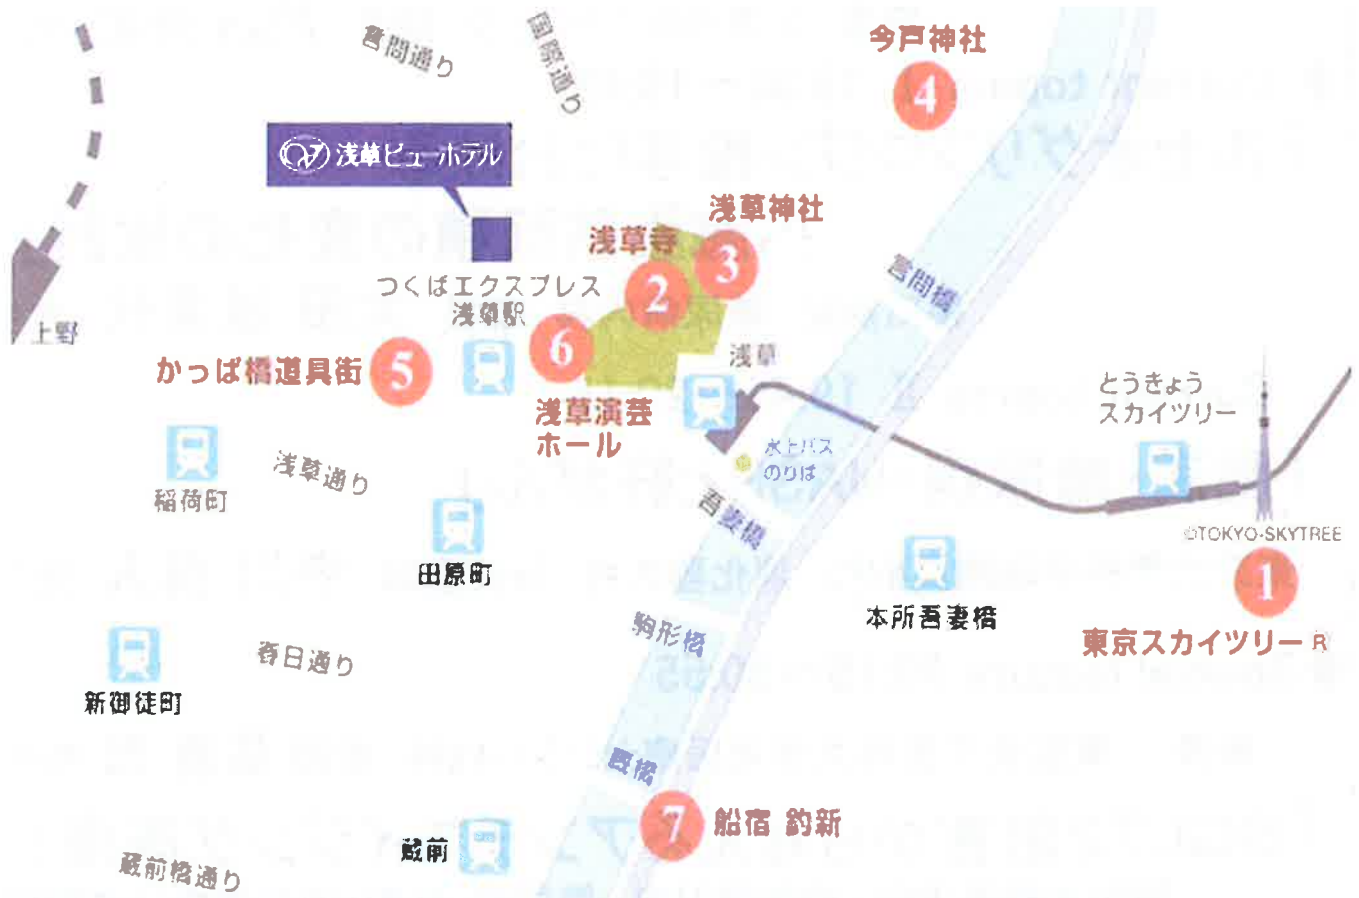 今戸神社
4
言問通り
国際通り
浅草ビューホテル
浅草神社
3
浅草寺
2
言問橋
つくばエクスプレス
浅草駅
上野
6
浅草
かっぱ橋道具街
5
とうきょう
スカイツリー
浅草演芸
ホール
水上バス
のりば
浅草通り
稲荷町
吾妻橋
©TOKYO-SKYTREE
田原町
本所吾妻橋
1
東京スカイツリー R
駒形橋
春日通り
新御徒町
厩橋
7
船宿 釣新
蔵前
蔵前橋通り